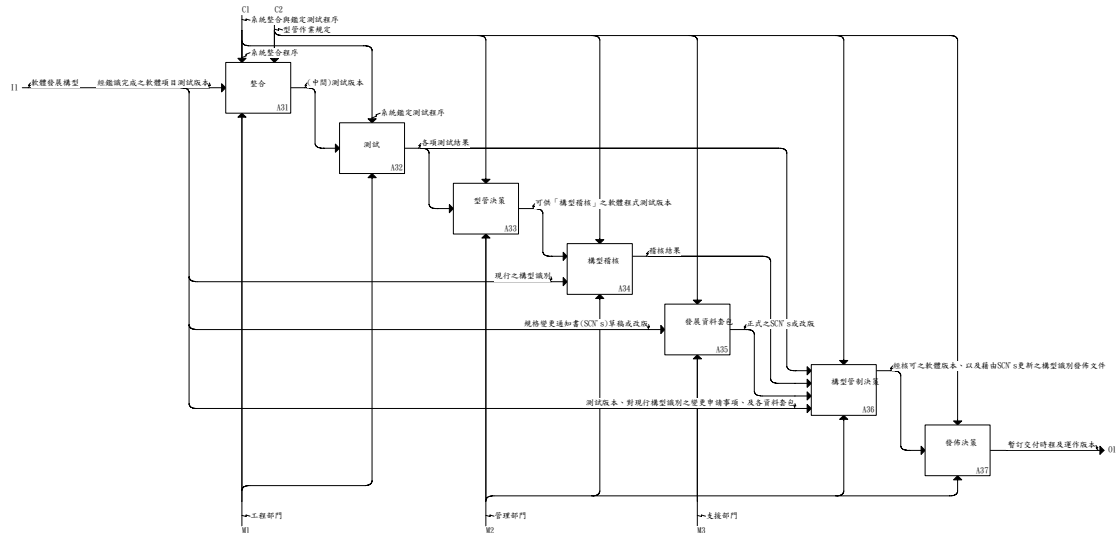 C1
C2
系統整合與鑑定測試程序
型管作業規定
系統整合程序
I1
軟體發展構型
經鑑識完成之軟體項目測試版本
整合
A31
(中間)測試版本
系統鑑定測試程序
測試
A32
各項測試結果
型管決策
A33
可供「構型稽核」之軟體程式測試版本
構型稽核
A34
稽核結果
現行之構型識別
規格變更通知書(SCN's)草稿或改版
發展資料套包
A35
正式之SCN's或改版
構型管制決策
A36
經核可之軟體版本、以及藉由SCN's更新之構型識別發佈文件
測試版本、對現行構型識別之變更申請事項、及各資料套包
發佈決策
A37
暫訂交付時程及運作版本
O1
工程部門
管理部門
支援部門
M1
M2
M3